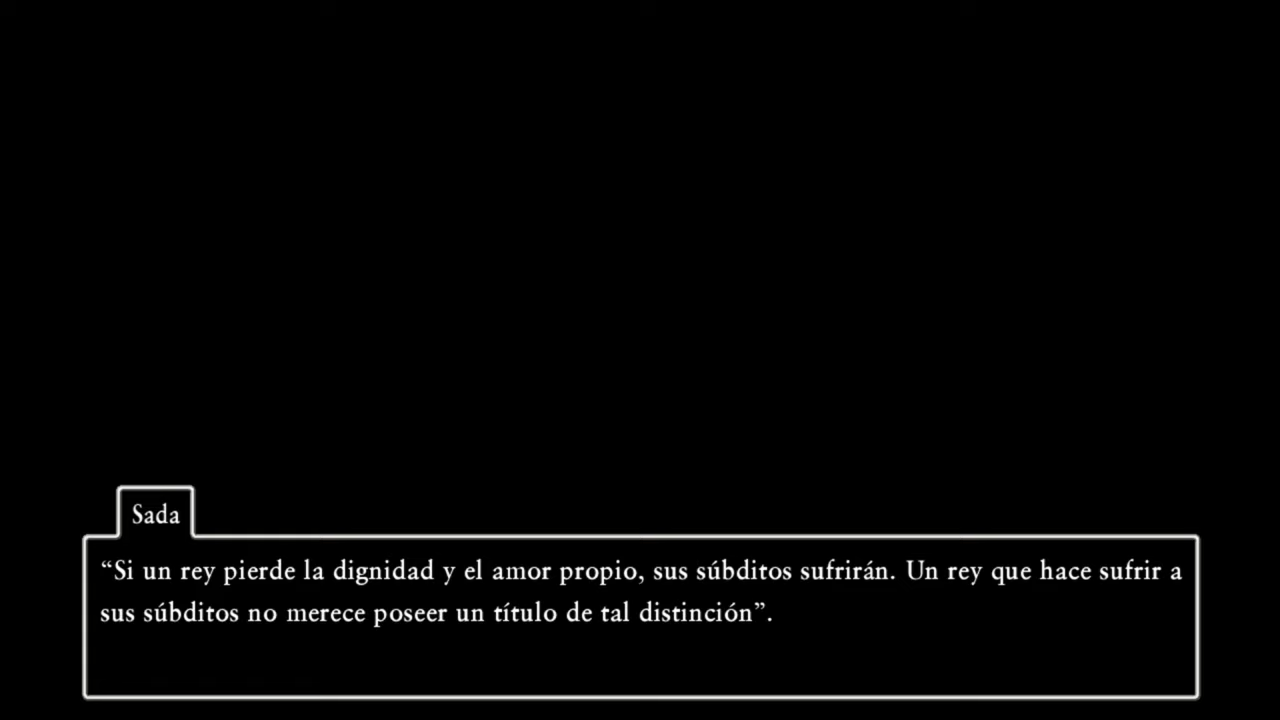 Sada
“Si un rey pierde la dignidad y el amor propio, sus súbditos sufrirán. Un rey que hace sufrir a
sus súbditos no merece poseer un título de tal distinción”.